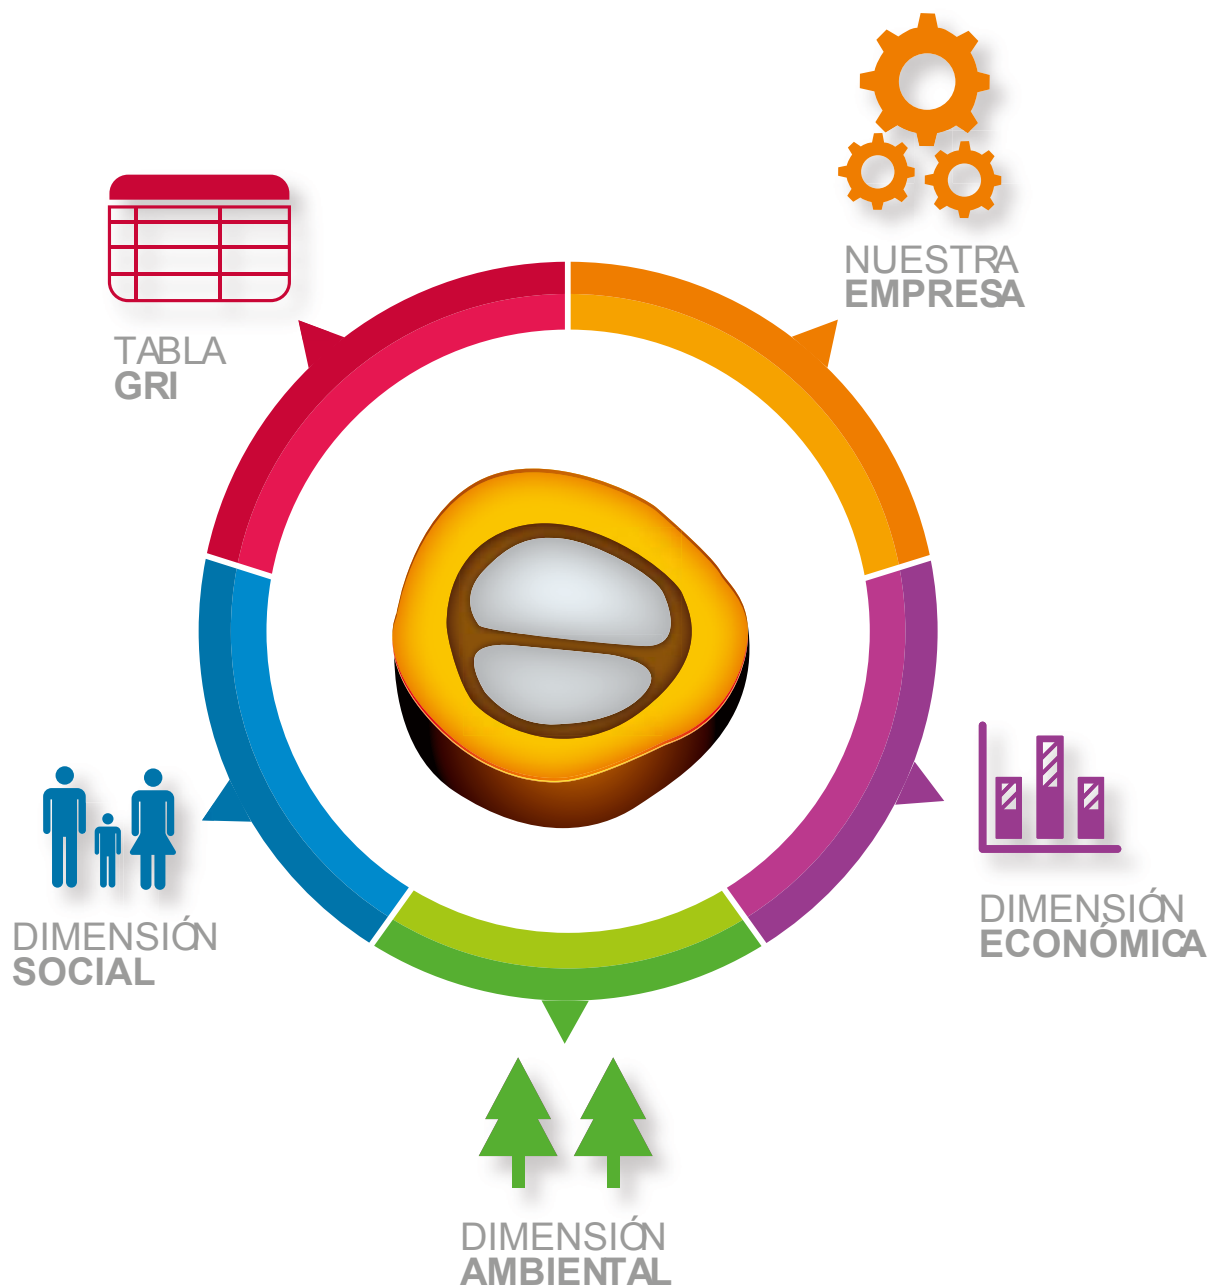 NUESTRA
EMPRESA
TABLA
GRI
DIMENSIÓN
ECONÓMICA
DIMENSIÓN
SOCIAL
DIMENSIÓN
AMBIENTAL